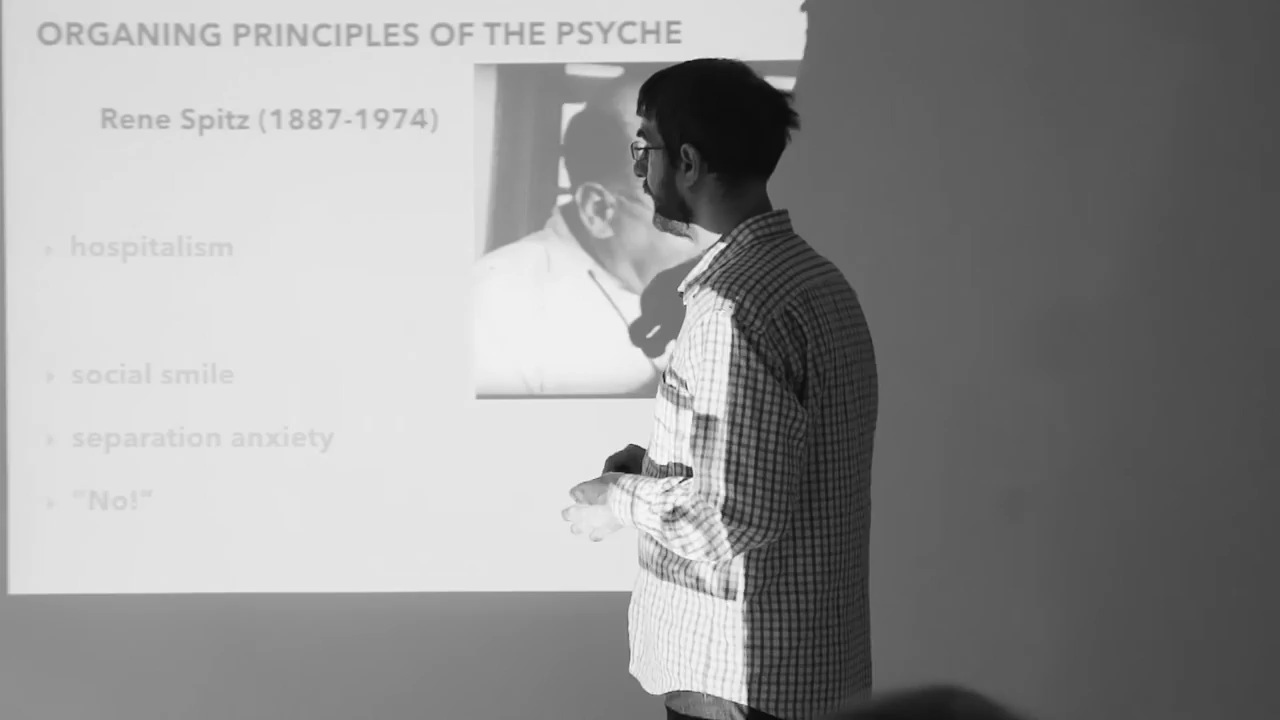 ORGANING PRINCIPLES OF THE PSYCHE
Rene Spitz (1887-1974)
hospitalism
social smile
separation anxiety
"No!"